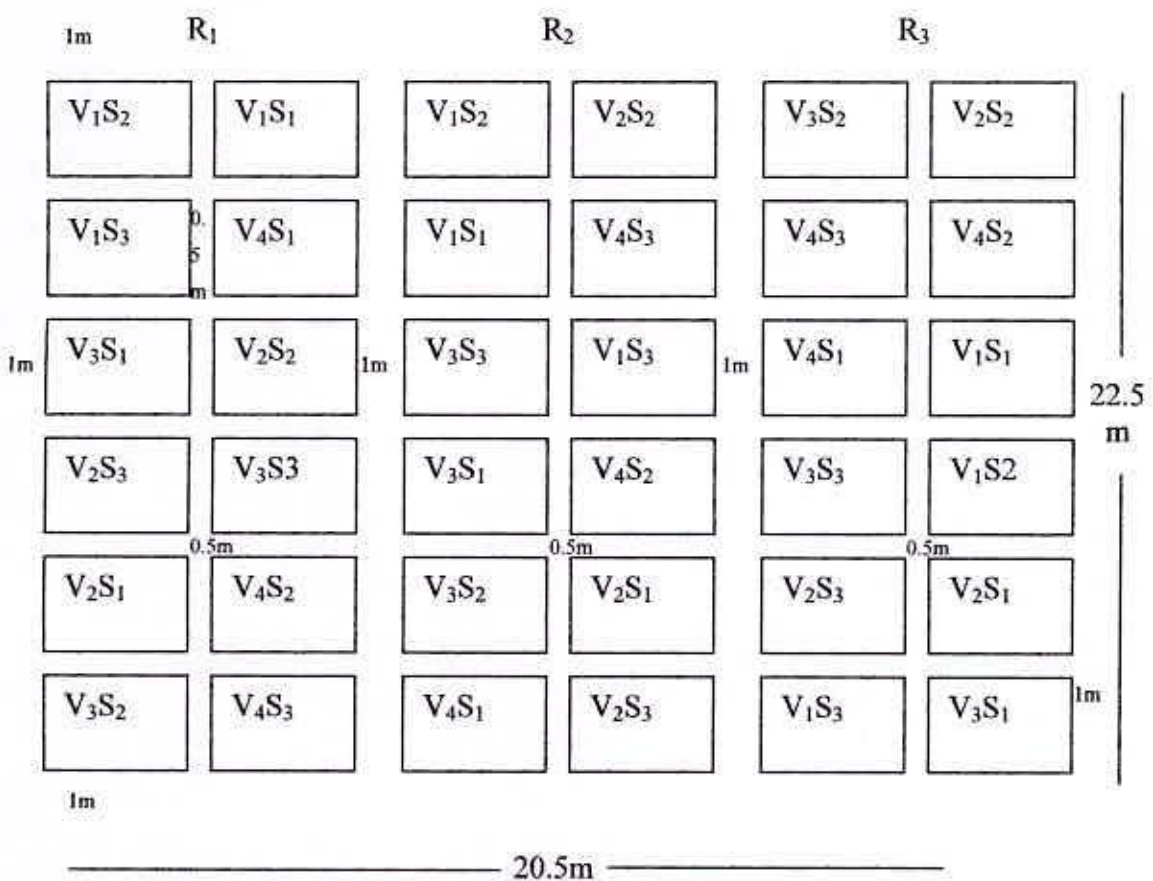 1m R₁ R₂ R₃
V₁S₂ V₁S₁ V₁S₂ V₂S₂ V₃S₂ V₂S₂
V₁S₃ 0.5m V₄S₁ V₁S₁ V₄S₃ V₄S₃ V₄S₂
1m V₃S₁ V₂S₂ 1m V₃S₃ V₁S₃ 1m V₄S₁ V₁S₁
22.5
m
V₂S₃ V₃S3 V₃S₁ V₄S₂ V₃S₃ V₁S2
0.5m 0.5m 0.5m
V₂S₁ V₄S₂ V₃S₂ V₂S₁ V₂S₃ V₂S₁
V₃S₂ V₄S₃ V₄S₁ V₂S₃ V₁S₃ V₃S₁ 1m
1m
20.5m